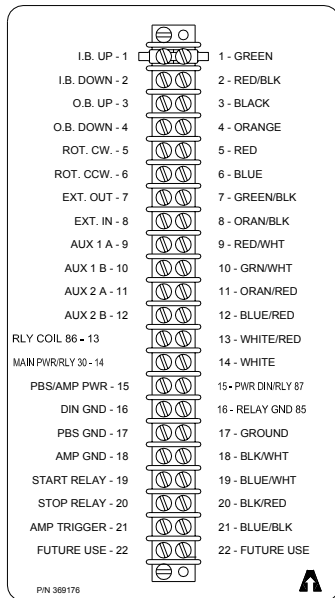 I.B. UP - 1 1 - GREEN
I.B. DOWN - 2 2 - RED/BLK
O.B. UP - 3 3 - BLACK
O.B. DOWN - 4 4 - ORANGE
ROT. CW. - 5 5 - RED
ROT. CCW. - 6 6 - BLUE
EXT. OUT - 7 7 - GREEN/BLK
EXT. IN - 8 8 - ORAN/BLK
AUX 1 A - 9 9 - RED/WHT
AUX 1 B - 10 10 - GRN/WHT
AUX 2 A - 11 11 - ORAN/RED
AUX 2 B - 12 12 - BLUE/RED
RLY COIL 86 - 13 13 - WHITE/RED
MAIN PWR/RLY 30 - 14 14 - WHITE
PBS/AMP PWR - 15 15 - PWR DIN/RLY 87
DIN GND - 16 16 - RELAY GND 85
PBS GND - 17 17 - GROUND
AMP GND - 18 18 - BLK/WHT
START RELAY - 19 19 - BLUE/WHT
STOP RELAY - 20 20 - BLK/RED
AMP TRIGGER - 21 21 - BLUE/BLK
FUTURE USE - 22 22 - FUTURE USE
P/N 369176